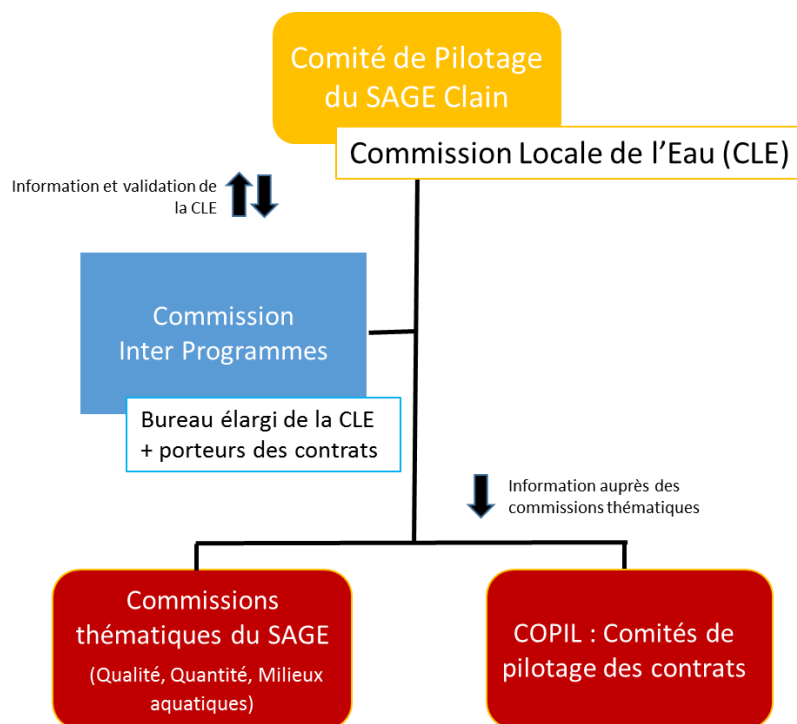 Comité de Pilotage
du SAGE Clain
Commission Locale de l'Eau (CLE)
Information et validation de
la CLE
Commission
Inter Programmes
Bureau élargi de la CLE
+ porteurs des contrats
Information auprès des
commissions thématiques
Commissions
thématiques du SAGE
(Qualité, Quantité, Milieux
aquatiques)
COPIL : Comités de
pilotage des contrats